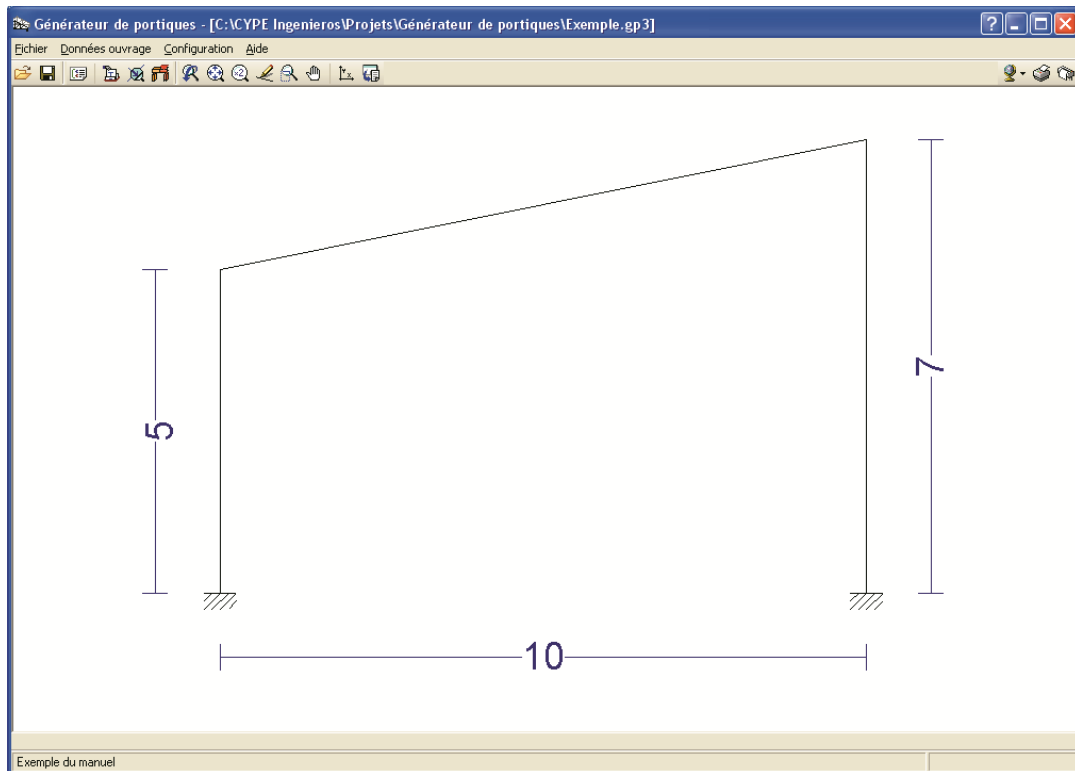 Générateur de portiques - [C:\CYPE Ingenieros\Projets\Générateur de portiques\Exemple.gp3]
Fichier Données ouvrage Configuration Aide
5
7
10
Exemple du manuel